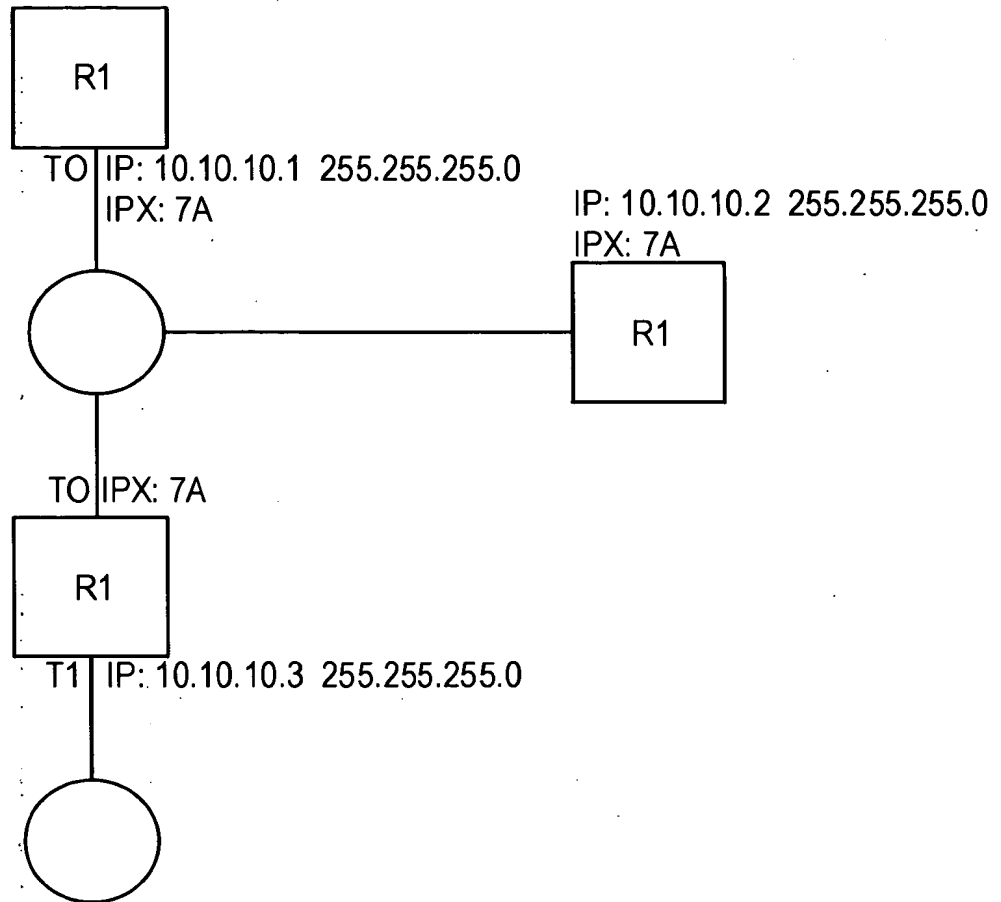 R1
TO IP: 10.10.10.1 255.255.255.0
IPX: 7A
IP: 10.10.10.2 255.255.255.0
IPX: 7A
R1
TO IPX: 7A
R1
T1 IP: 10.10.10.3 255.255.255.0